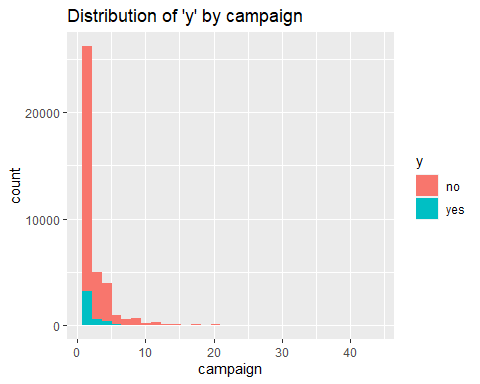 Distribution of 'y' by campaign
20000
10000
0
count
0 10 20 30 40
campaign
y
no
yes